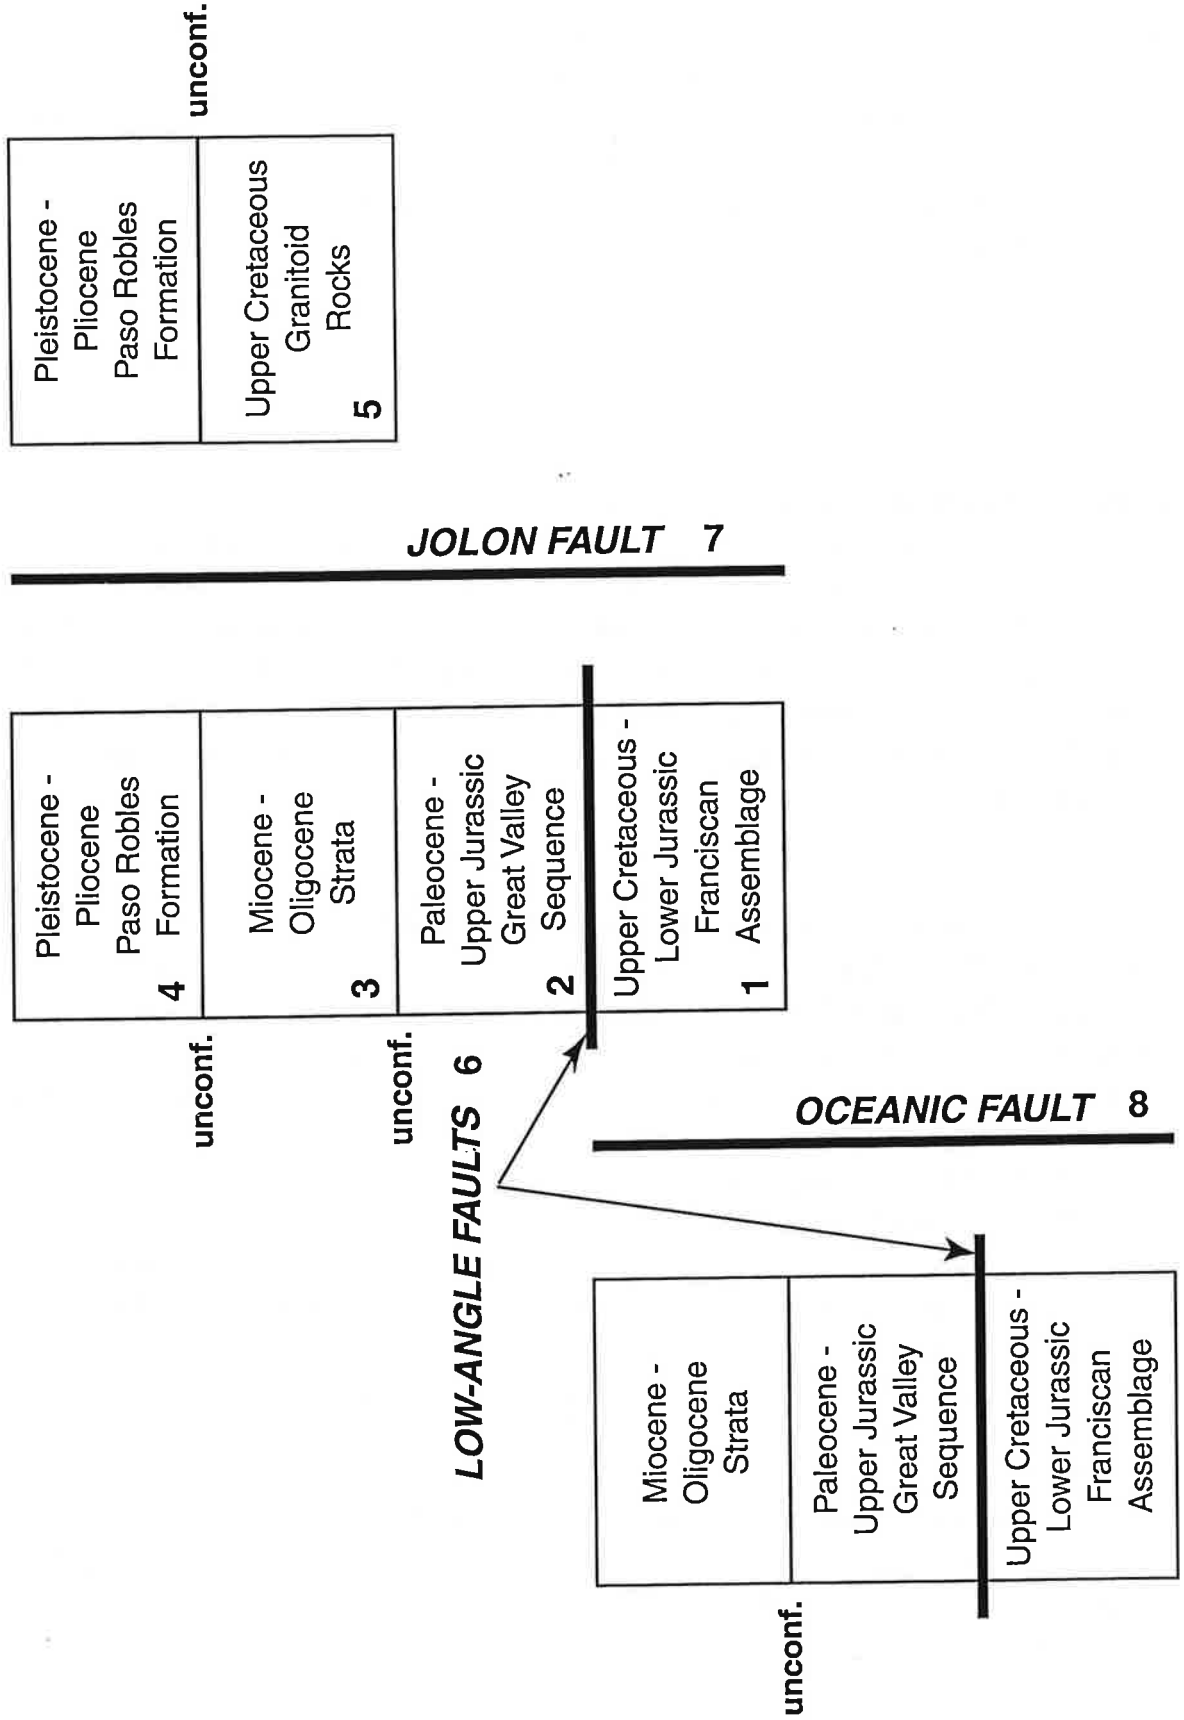 Miocene -
Oligocene
Strata
unconf.
Paleocene -
Upper Jurassic
Great Valley
Sequence
Upper Cretaceous -
Lower Jurassic
Franciscan
Assemblage
LOW-ANGLE FAULTS 6
OCEANIC FAULT 8
Pleistocene -
Pliocene
Paso Robles
Formation
4
unconf.
Miocene -
Oligocene
Strata
3
unconf.
Paleocene -
Upper Jurassic
Great Valley
Sequence
2
Upper Cretaceous -
Lower Jurassic
Franciscan
Assemblage
1
JOLON FAULT 7
Pleistocene -
Pliocene
Paso Robles
Formation
unconf.
Upper Cretaceous
Granitoid
Rocks
5